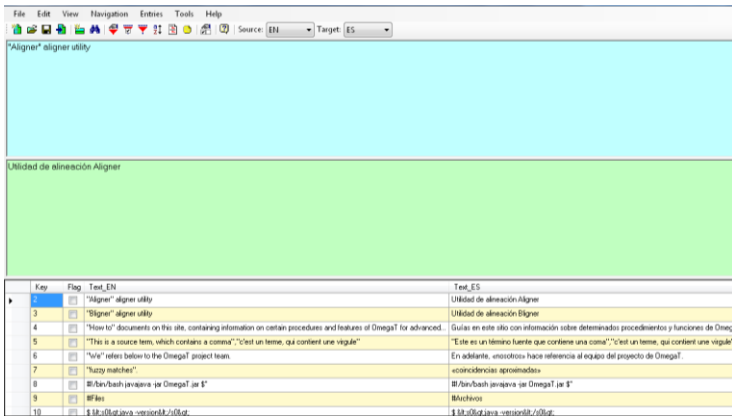 File Edit View Navigation Entries Tools Help
Source: EN Target: ES
"Aligner" aligner utility
Utilidad de alineación Aligner
Key Flag Text_EN Text_ES
2 "Aligner" aligner utility Utilidad de alineación Aligner
3 "Bligner" aligner utility Utilidad de alineación Bligner
4 "How to" documents on this site, containing information on certain procedures and features of OmegaT for advanced... Guías en este sitio con información sobre determinados procedimientos y funciones de Omeg
5 "This is a source term, which contains a comma","c'est un terme, qui contient une virgule" "Este es un término fuente que contiene una coma","c'est un terme, qui contient une virgule"
6 "We" refers below to the OmegaT project team. En adelante, «nosotros» hace referencia al equipo del proyecto de OmegaT.
7 "fuzzy matches". «coincidencias aproximadas»
8 #!/bin/bash javajava -jar OmegaT.jar $* #!/bin/bash javajava -jar OmegaT.jar $*
9 #Files #Archivos
10 $ &lt;s0&gt;java -version&lt;/s0&gt; $ &lt;s0&gt;java -version&lt;/s0&gt;